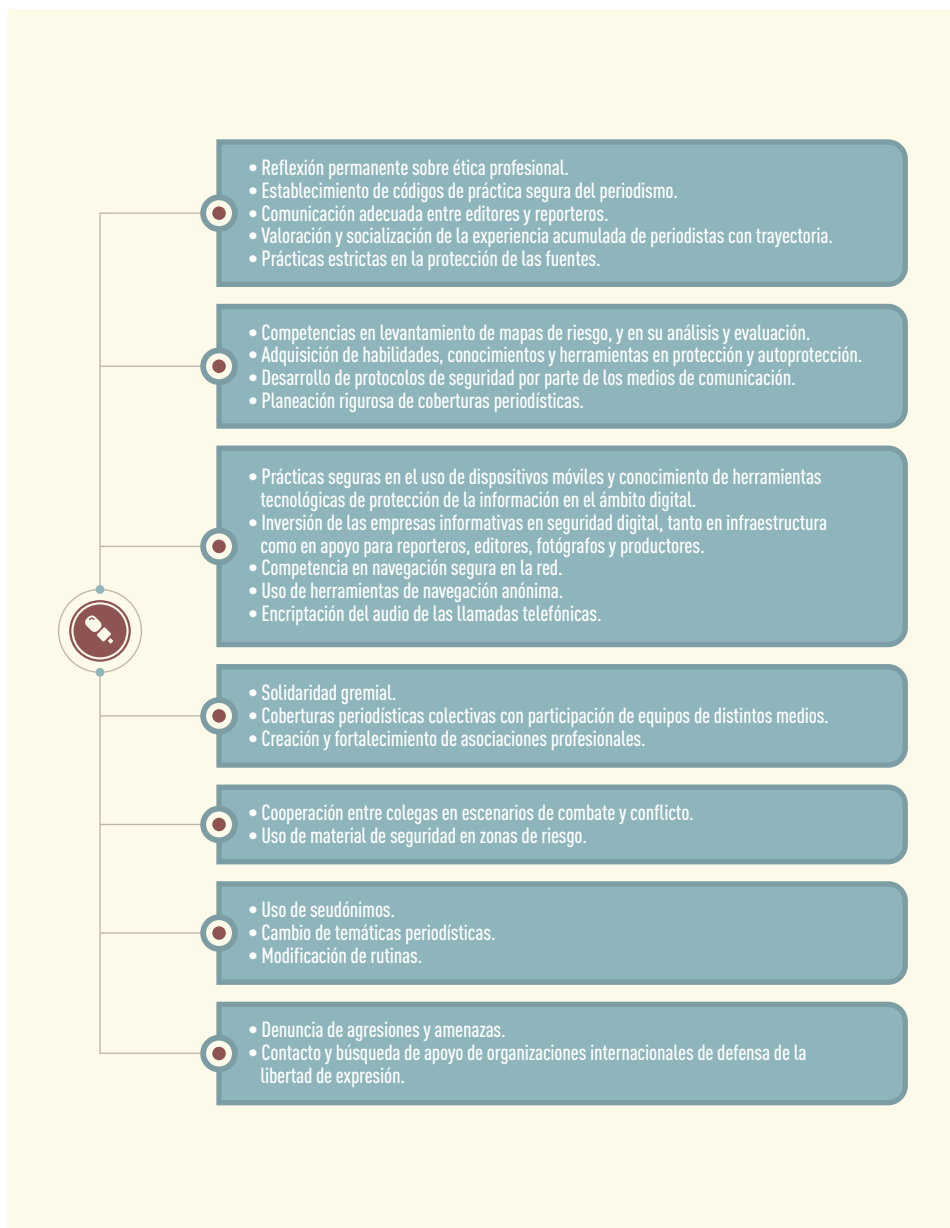 • Reflexión permanente sobre ética profesional.
• Establecimiento de códigos de práctica segura del periodismo.
• Comunicación adecuada entre editores y reporteros.
• Valoración y socialización de la experiencia acumulada de periodistas con trayectoria.
• Prácticas estrictas en la protección de las fuentes.
• Competencias en levantamiento de mapas de riesgo, y en su análisis y evaluación.
• Adquisición de habilidades, conocimientos y herramientas en protección y autoprotección.
• Desarrollo de protocolos de seguridad por parte de los medios de comunicación.
• Planeación rigurosa de coberturas periodísticas.
• Prácticas seguras en el uso de dispositivos móviles y conocimiento de herramientas
tecnológicas de protección de la información en el ámbito digital.
• Inversión de las empresas informativas en seguridad digital, tanto en infraestructura
como en apoyo para reporteros, editores, fotógrafos y productores.
• Competencia en navegación segura en la red.
• Uso de herramientas de navegación anónima.
• Encriptación del audio de las llamadas telefónicas.
• Solidaridad gremial.
• Coberturas periodísticas colectivas con participación de equipos de distintos medios.
• Creación y fortalecimiento de asociaciones profesionales.
• Cooperación entre colegas en escenarios de combate y conflicto.
• Uso de material de seguridad en zonas de riesgo.
• Uso de seudónimos.
• Cambio de temáticas periodísticas.
• Modificación de rutinas.
• Denuncia de agresiones y amenazas.
• Contacto y búsqueda de apoyo de organizaciones internacionales de defensa de la
libertad de expresión.